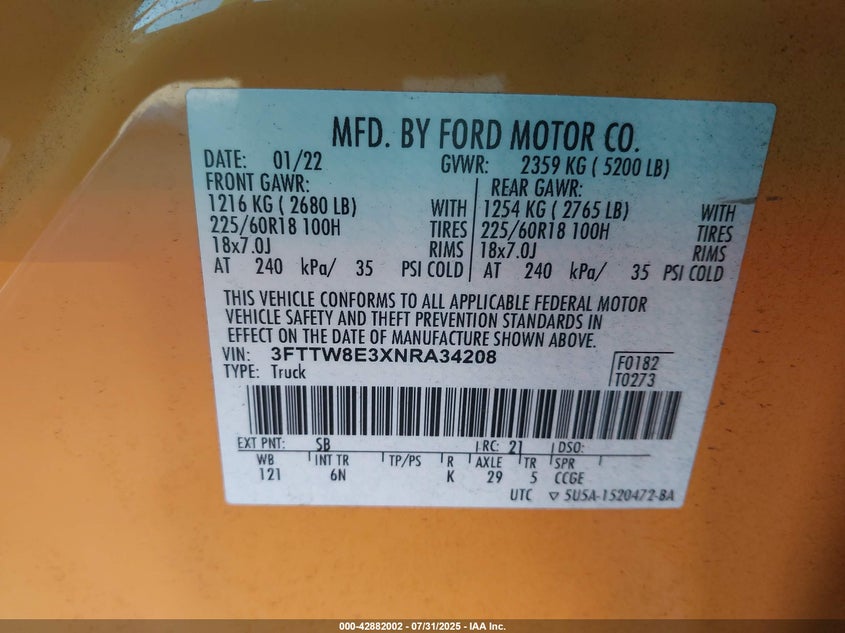 MFD. BY FORD MOTOR CO.
DATE: 01/22 GVWR: 2359 KG ( 5200 LB)
FRONT GAWR: REAR GAWR:
1216 KG ( 2680 LB) WITH 1254 KG ( 2765 LB) WITH
225/60R18 100H TIRES 225/60R18 100H TIRES
18x7.0J RIMS 18x7.0J RIMS
AT 240 kPa/ 35 PSI COLD AT 240 kPa/ 35 PSI COLD
THIS VEHICLE CONFORMS TO ALL APPLICABLE FEDERAL MOTOR
VEHICLE SAFETY AND THEFT PREVENTION STANDARDS IN
EFFECT ON THE DATE OF MANUFACTURE SHOWN ABOVE.
VIN: 3FTTW8E3XNRA34208 F0182
TYPE: Truck T0273
EXT PNT: SB RC: 21 DSO:
WB INT TR TP/PS R AXLE TR SPR
121 6N K 29 5 CCGE
UTC ▽ 5U5A-1520472-BA
000-42882002 - 07/31/2025 - IAA Inc.